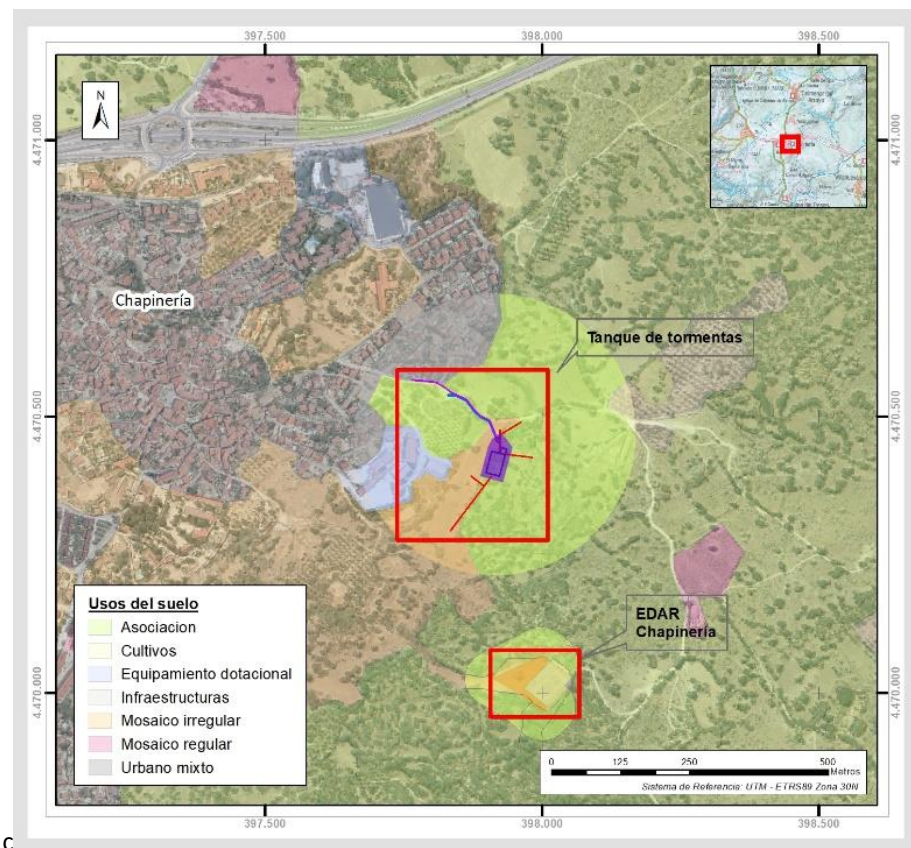 397.500 398.000 398.500
4.471.000
4.471.000
N
Chapinería
Tanque de tormentas
4.470.500
4.470.500
EDAR
Chapinería
Usos del suelo
Asociacion
Cultivos
Equipamiento dotacional
Infraestructuras
Mosaico irregular
Mosaico regular
Urbano mixto
4.470.000
4.470.000
0 125 250 500
Metros
Sistema de Referencia: UTM - ETRS89 Zona 30N
397.500 398.000 398.500
c